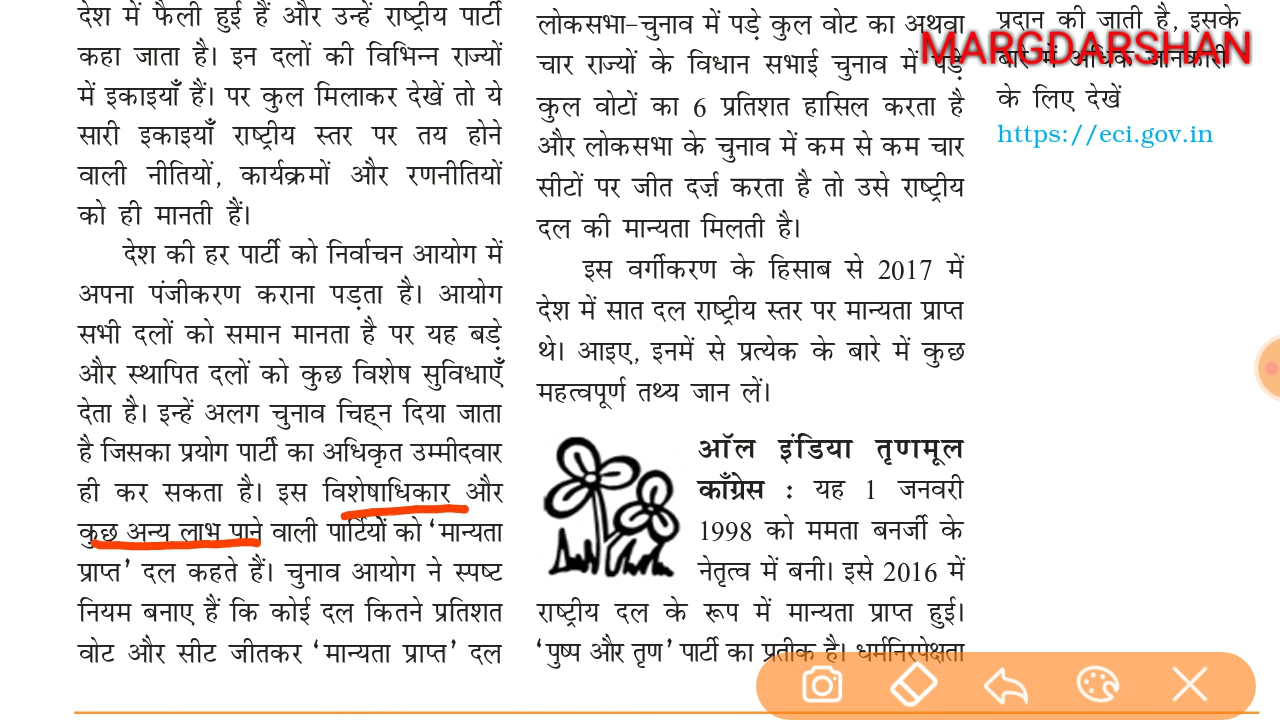 देश में फैली हुई हैं और उन्हें राष्ट्रीय पार्टी
कहा जाता है। इन दलों की विभिन्न राज्यों
में इकाइयाँ हैं। पर कुल मिलाकर देखें तो ये
सारी इकाइयाँ राष्ट्रीय स्तर पर तय होने
वाली नीतियों, कार्यक्रमों और रणनीतियों
को ही मानती हैं।
देश की हर पार्टी को निर्वाचन आयोग में
अपना पंजीकरण कराना पड़ता है। आयोग
सभी दलों को समान मानता है पर यह बड़े
और स्थापित दलों को कुछ विशेष सुविधाएँ
देता है। इन्हें अलग चुनाव चिह्न दिया जाता
है जिसका प्रयोग पार्टी का अधिकृत उम्मीदवार
ही कर सकता है। इस विशेषाधिकार और
कुछ अन्य लाभ पाने वाली पार्टियों को ‘मान्यता
प्राप्त’ दल कहते हैं। चुनाव आयोग ने स्पष्ट
नियम बनाए हैं कि कोई दल कितने प्रतिशत
वोट और सीट जीतकर ‘मान्यता प्राप्त’ दल
लोकसभा-चुनाव में पड़े कुल वोट का अथवा
चार राज्यों के विधान सभाई चुनाव में पड़े
कुल वोटों का 6 प्रतिशत हासिल करता है
और लोकसभा के चुनाव में कम से कम चार
सीटों पर जीत दर्ज़ करता है तो उसे राष्ट्रीय
दल की मान्यता मिलती है।
इस वर्गीकरण के हिसाब से 2017 में
देश में सात दल राष्ट्रीय स्तर पर मान्यता प्राप्त
थे। आइए, इनमें से प्रत्येक के बारे में कुछ
महत्वपूर्ण तथ्य जान लें।
ऑल इंडिया तृणमूल
काँग्रेस : यह 1 जनवरी
1998 को ममता बनर्जी के
नेतृत्व में बनी। इसे 2016 में
राष्ट्रीय दल के रूप में मान्यता प्राप्त हुई।
‘पुष्प और तृण’ पार्टी का प्रतीक है। धर्मनिरपेक्षता
प्रदान की जाती है, इसके
MARGDARSHAN
बारे में अधिक जानकारी
के लिए देखें
https://eci.gov.in